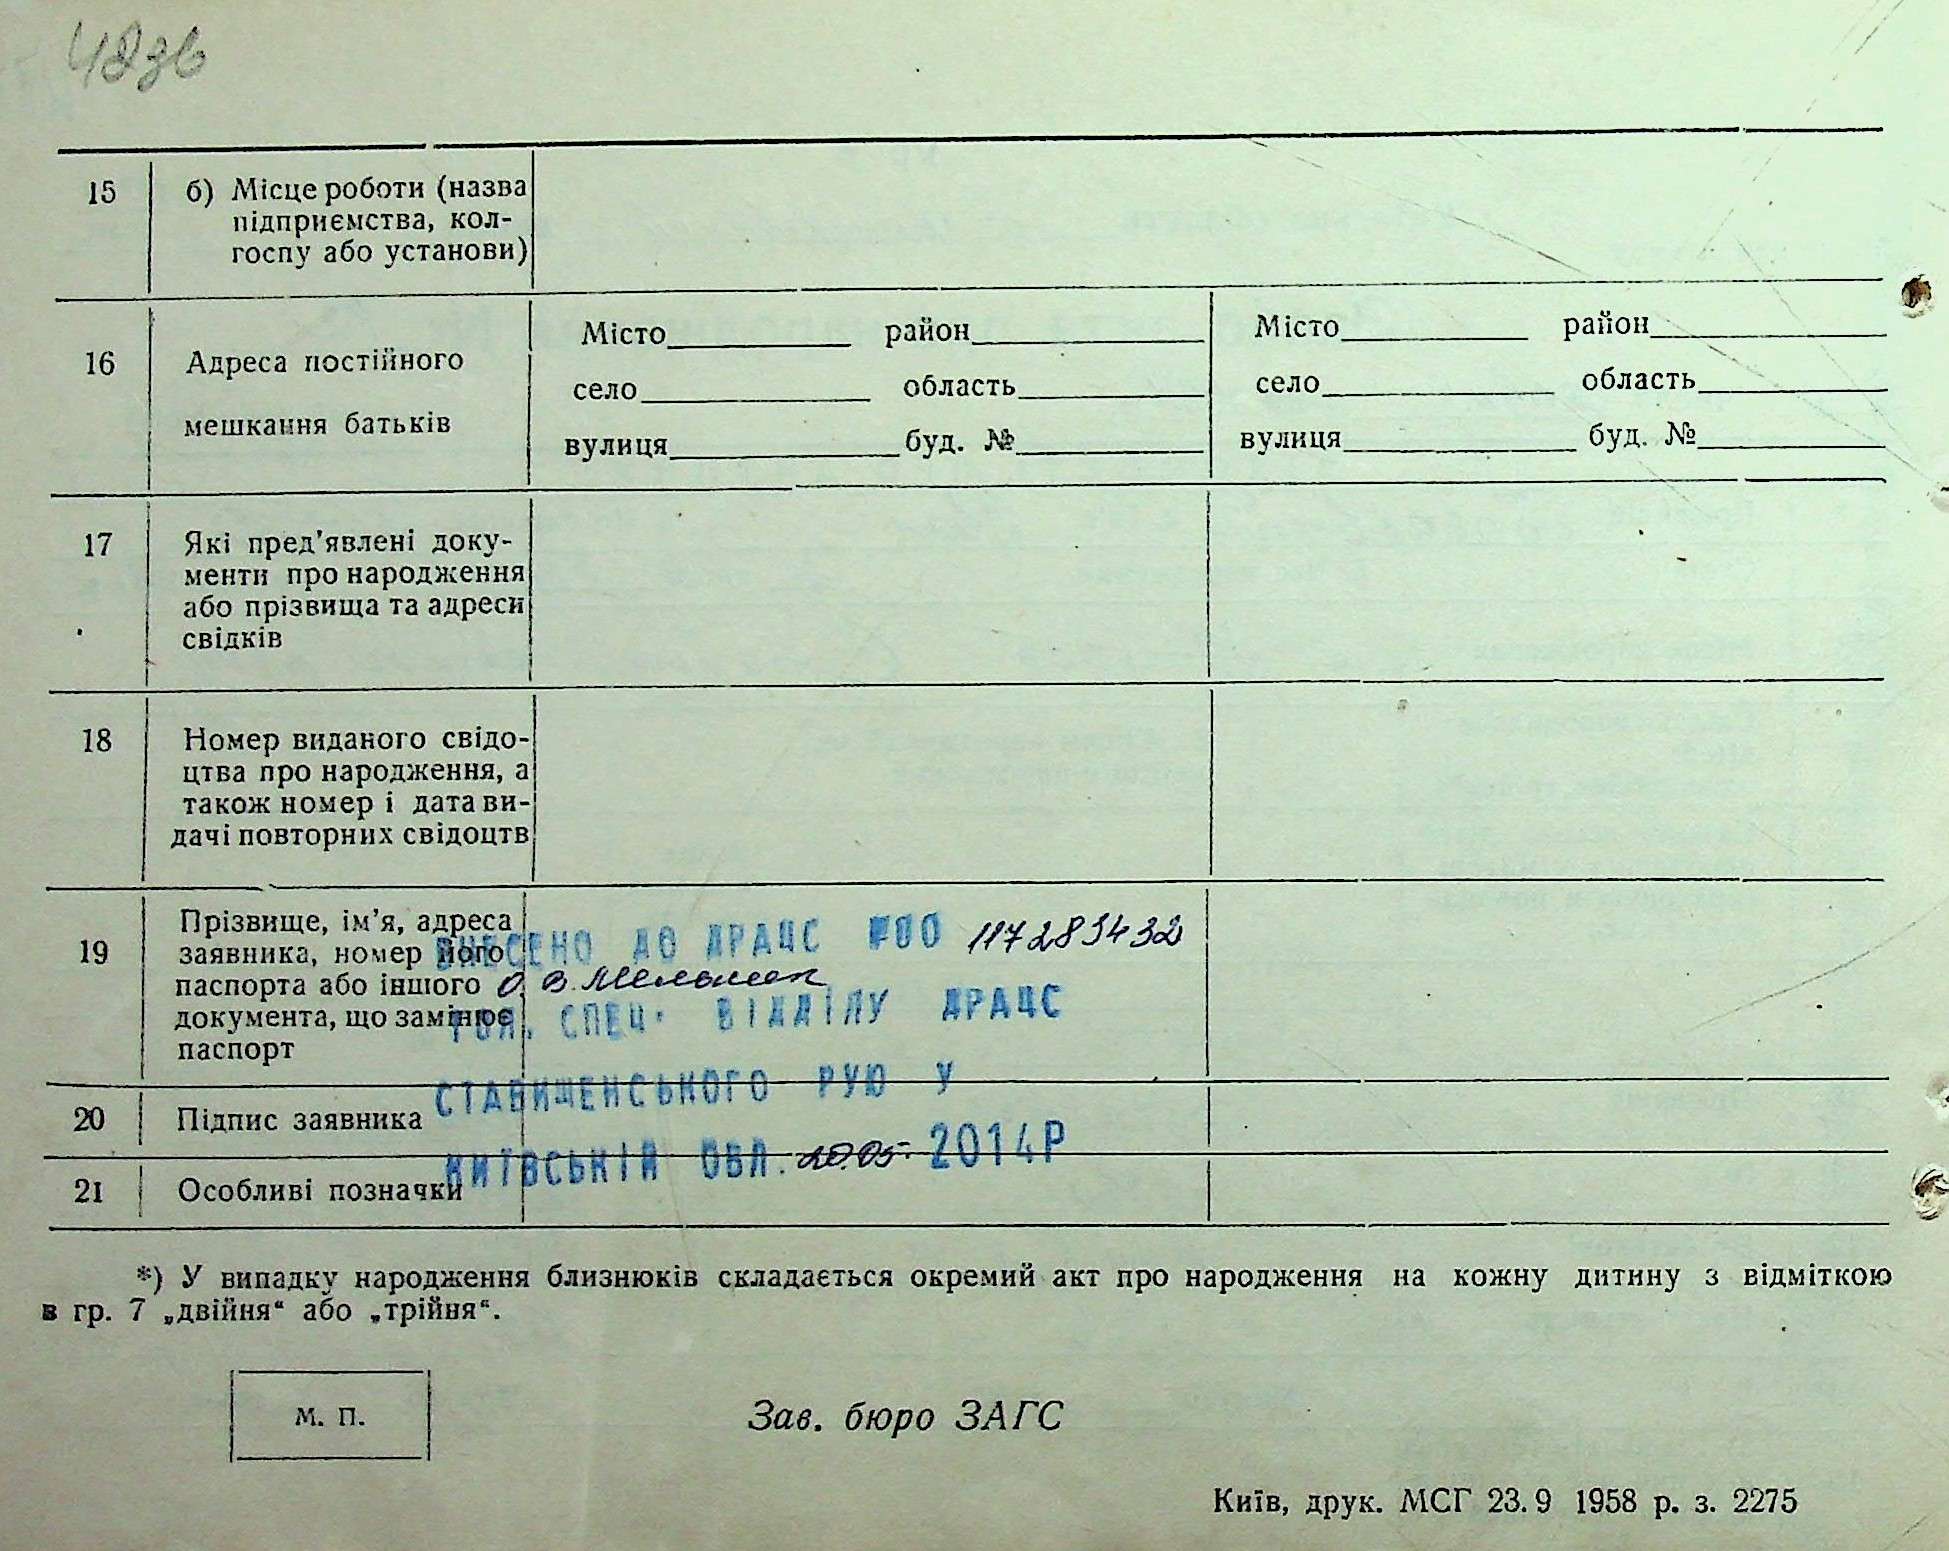 42зв
15 б) Місце роботи (назва
підприємства, кол-
госпу або установи)
16 Адреса постійного
мешкання батьків
Місто район
село область
вулиця буд. №
Місто район
село область
вулиця буд. №
17 Які пред'явлені доку-
менти про народження
або прізвища та адреси
свідків
18 Номер виданого свідо-
цтва про народження, а
також номер і дата ви-
дачі повторних свідоцтв
19 Прізвище, ім'я, адреса
заявника, номер його
паспорта або іншого
документа, що замінює
паспорт
ВНЕСЕНО ДО ДРАЦС 117283432
О. В. Мельник
ГОЛ. СПЕЦ. ВІДДІЛУ ДРАЦС
СТАВИЩЕНСЬКОГО РУЮ У
КИЇВСЬКІЙ ОБЛ. 20.05. 2014Р
20 Підпис заявника
21 Особливі позначки
*) У випадку народження близнюків складається окремий акт про народження на кожну дитину з відміткою
в гр. 7 „двійня“ або „трійня“.
М. П.
Зав. бюро ЗАГС
Київ, друк. МСГ 23.9 1958 р. з. 2275